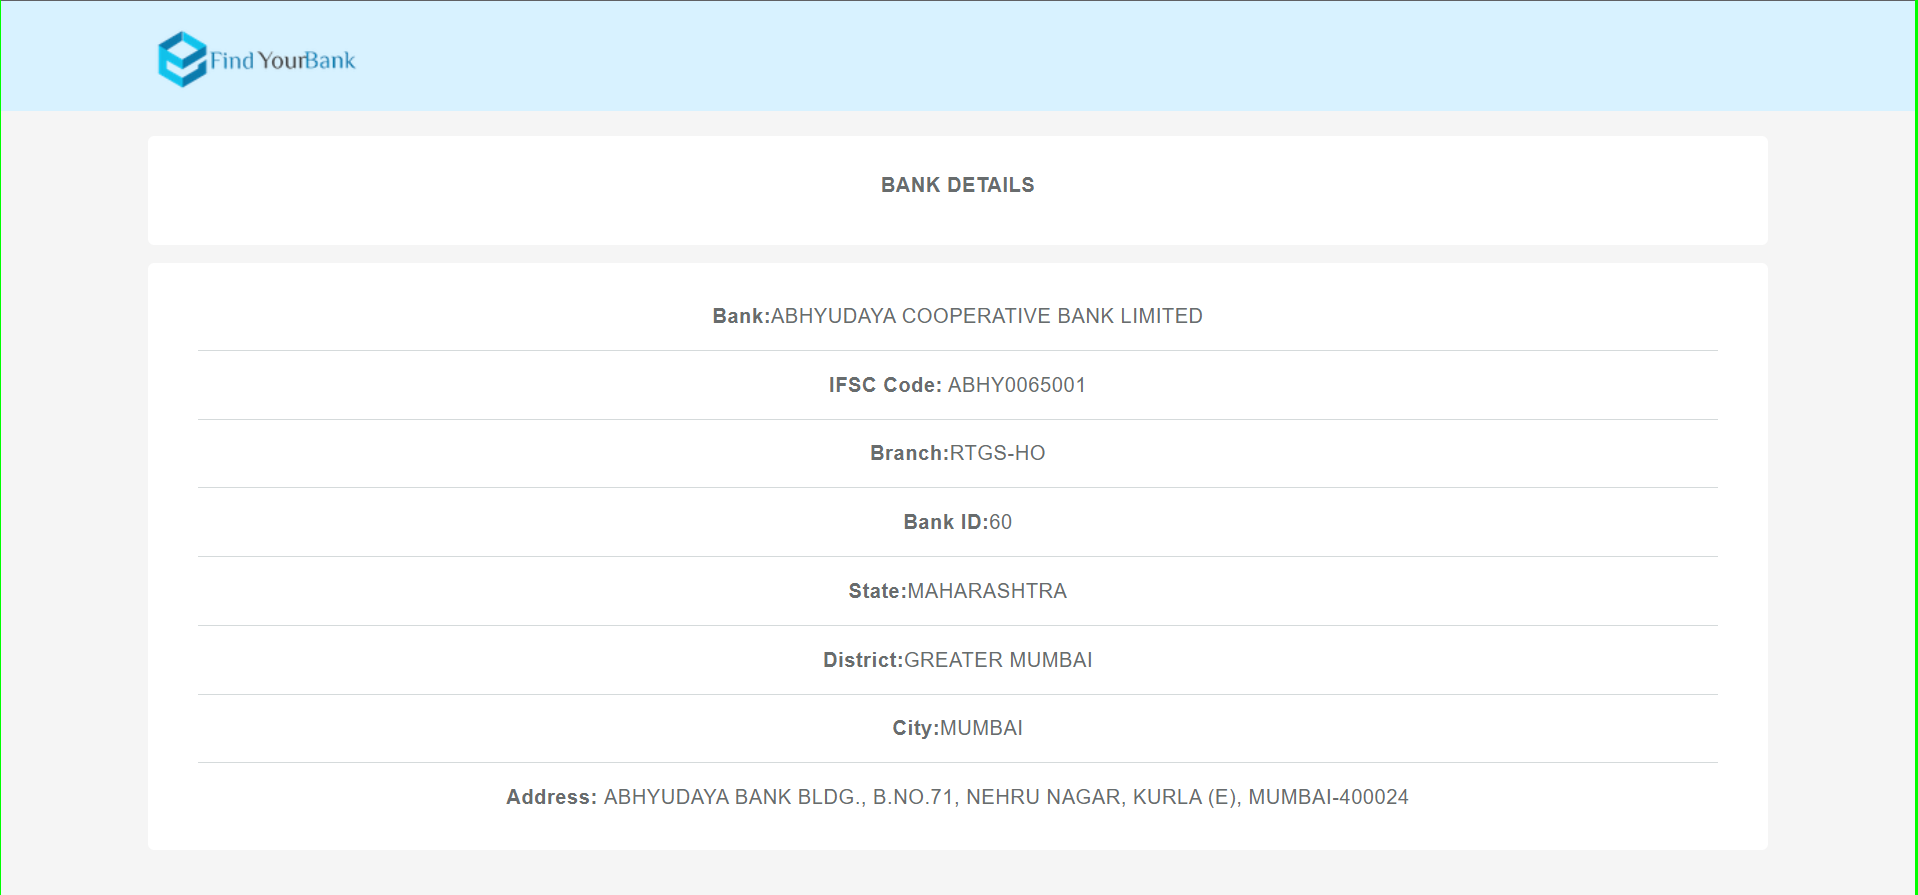 Find YourBank
BANK DETAILS
Bank:ABHYUDAYA COOPERATIVE BANK LIMITED
IFSC Code: ABHY0065001
Branch:RTGS-HO
Bank ID:60
State:MAHARASHTRA
District:GREATER MUMBAI
City:MUMBAI
Address: ABHYUDAYA BANK BLDG., B.NO.71, NEHRU NAGAR, KURLA (E), MUMBAI-400024